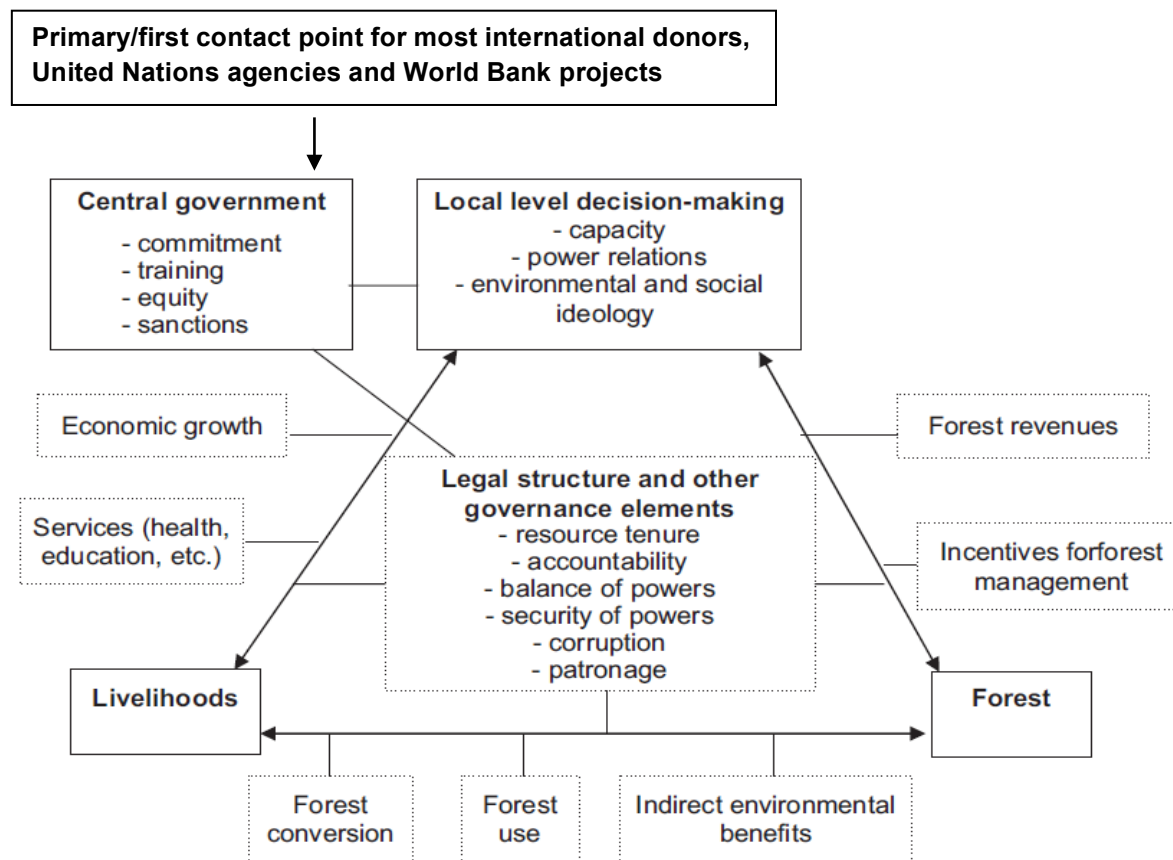 Primary/first contact point for most international donors,
United Nations agencies and World Bank projects
Central government
- commitment
- training
- equity
- sanctions
Local level decision-making
- capacity
- power relations
- environmental and social
ideology
Economic growth
Forest revenues
Legal structure and other
governance elements
- resource tenure
- accountability
- balance of powers
- security of powers
- corruption
- patronage
Services (health,
education, etc.)
Incentives forforest
management
Livelihoods
Forest
Forest
conversion
Forest
use
Indirect environmental
benefits